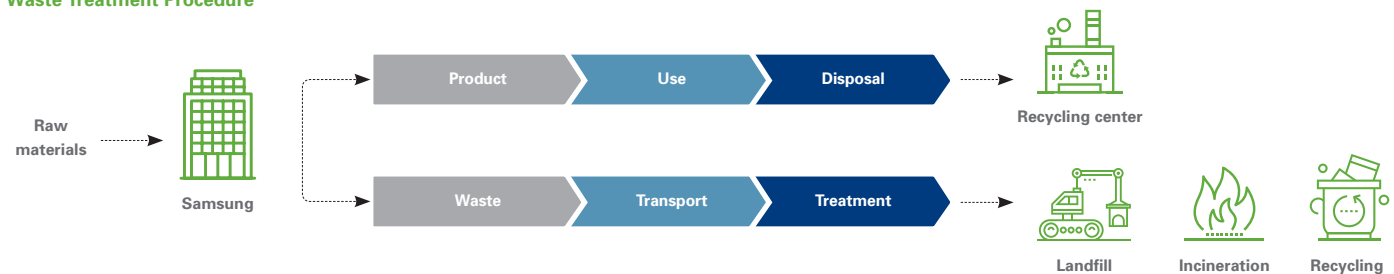 Waste Treatment Procedure
Raw
materials
Samsung
Product
Use
Disposal
Recycling center
Waste
Transport
Treatment
Landfill
Incineration
Recycling